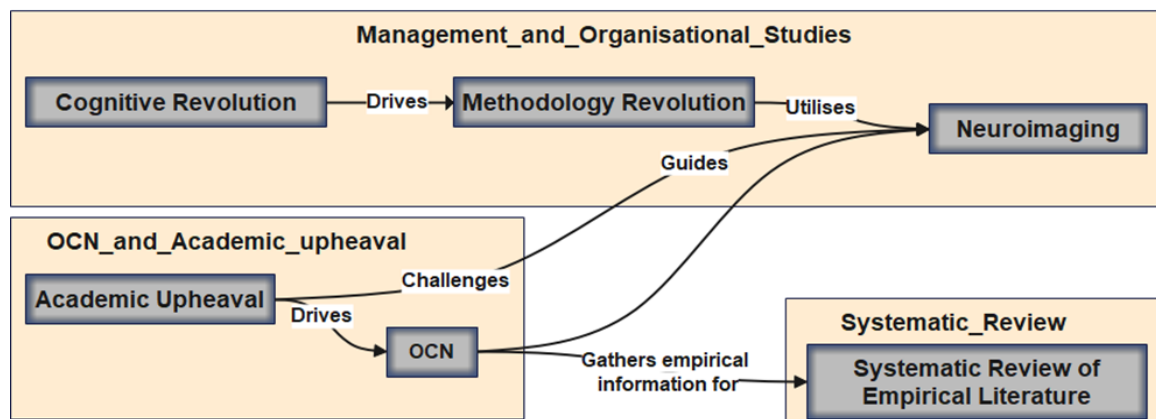 Management_and_Organisational_Studies
Cognitive Revolution
Drives
Methodology Revolution
Utilises
Neuroimaging
Guides
OCN_and_Academic_upheaval
Challenges
Academic Upheaval
Drives
OCN
Gathers empirical
information for
Systematic_Review
Systematic Review of
Empirical Literature